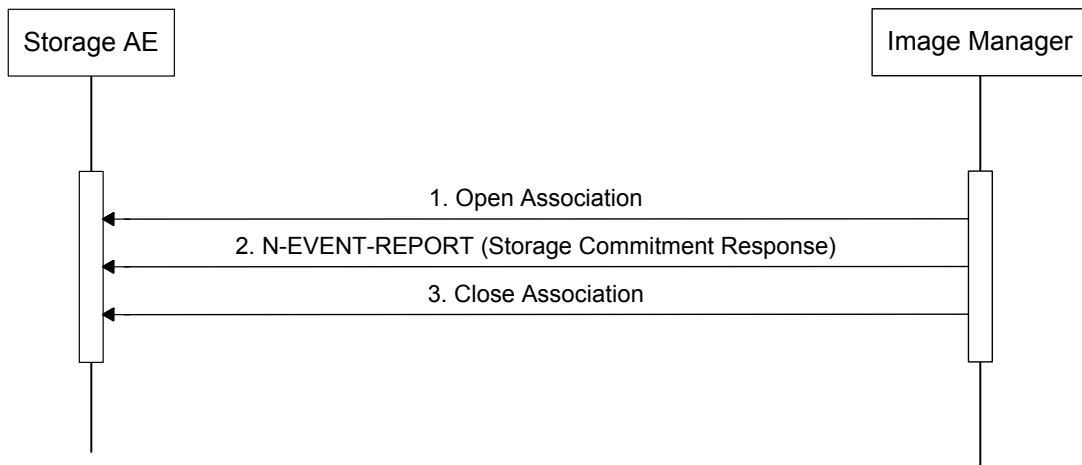 Storage AE
Image Manager
1. Open Association
2. N-EVENT-REPORT (Storage Commitment Response)
3. Close Association